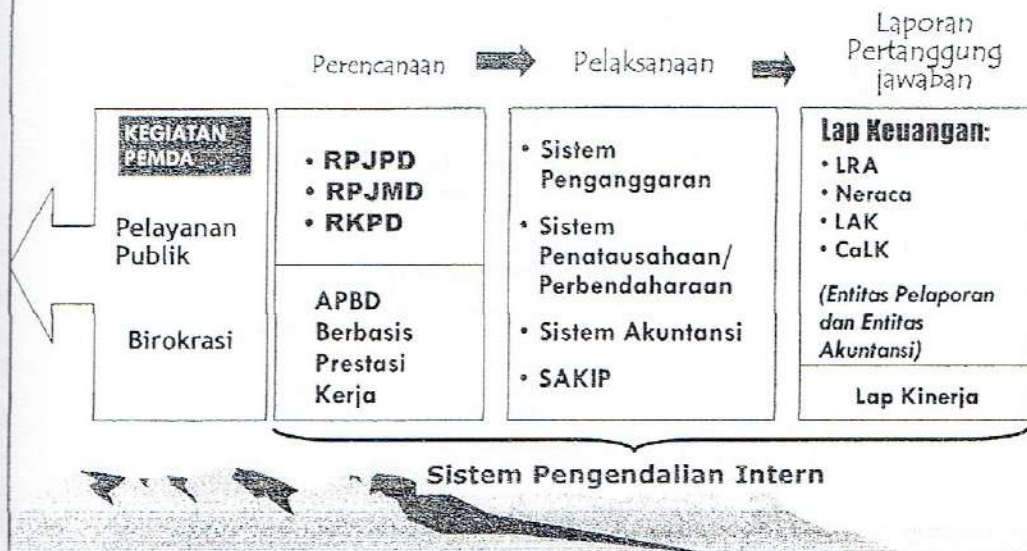 Perencanaan
Pelaksanaan
Laporan
Pertanggung
jawaban
KEGIATAN
PEMDA
Pelayanan
Publik
Birokrasi
• RPJPD
• RPJMD
• RKPD
APBD
Berbasis
Prestasi
Kerja
• Sistem
Penganggaran
• Sistem
Penatausahaan/
Perbendaharaan
• Sistem Akuntansi
• SAKIP
Lap Keuangan:
• LRA
• Neraca
• LAK
• CaLK
(Entitas Pelaporan
dan Entitas
Akuntansi)
Lap Kinerja
Sistem Pengendalian Intern